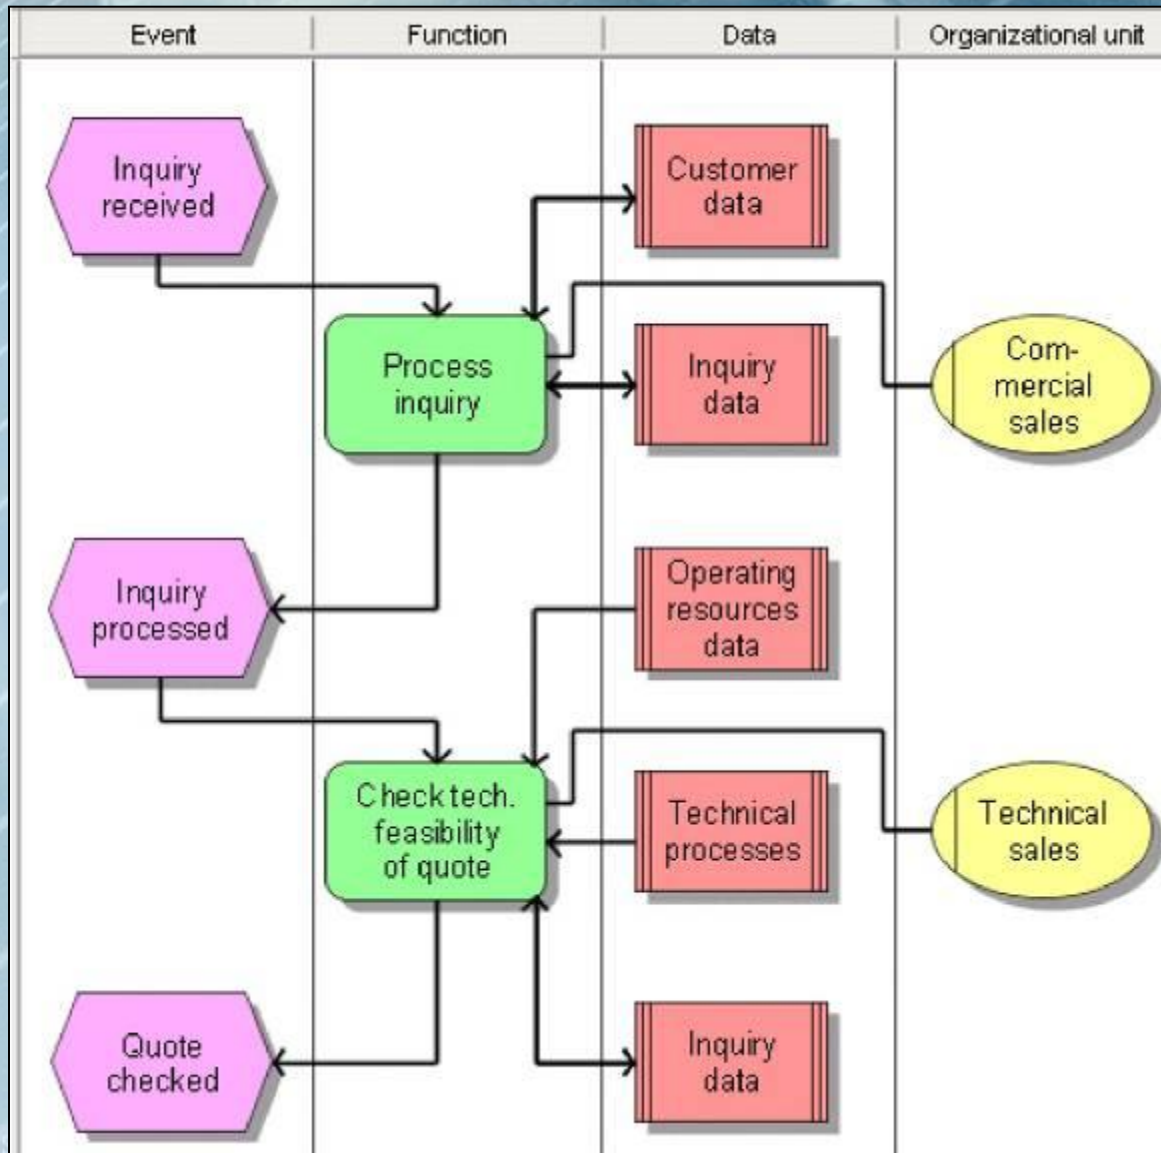 Event
Function
Data
Organizational unit
Inquiry
received
Customer
data
Process
inquiry
Inquiry
data
Com-
mercial
sales
Inquiry
processed
Operating
resources
data
Check tech.
feasibility
of quote
Technical
processes
Technical
sales
Quote
checked
Inquiry
data